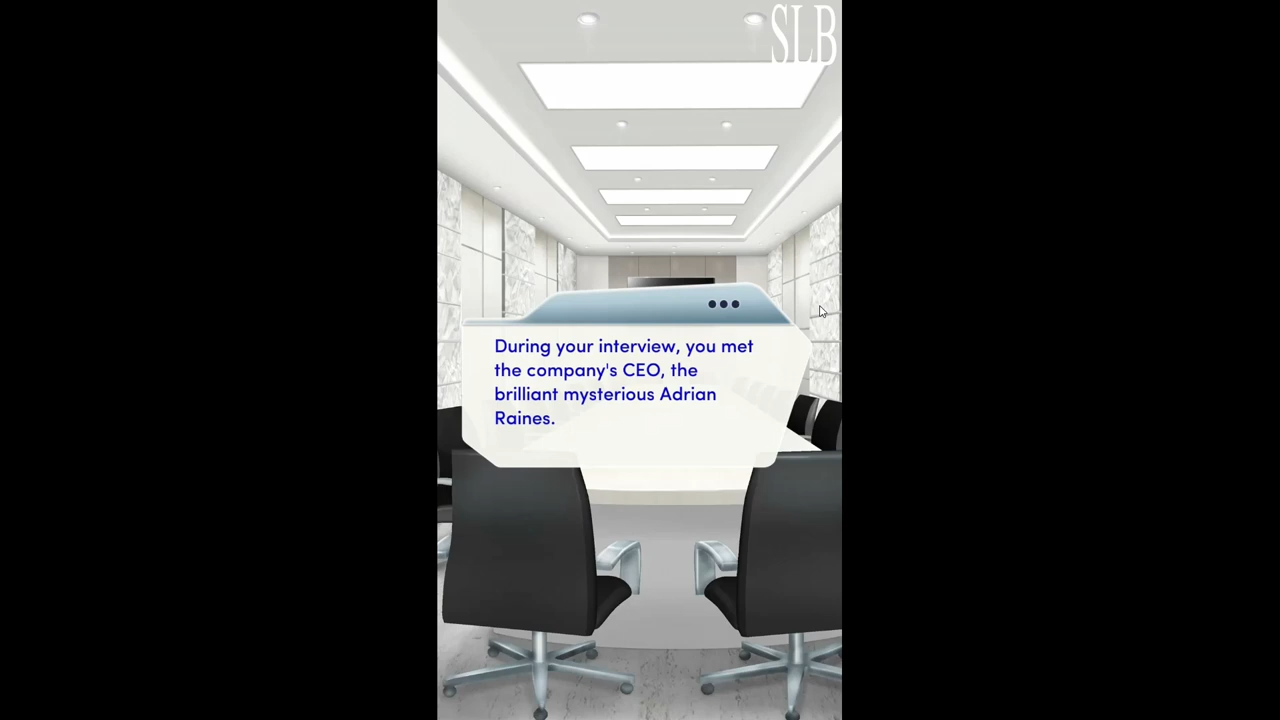 SLB
During your interview, you met
the company's CEO, the
brilliant mysterious Adrian
Raines.